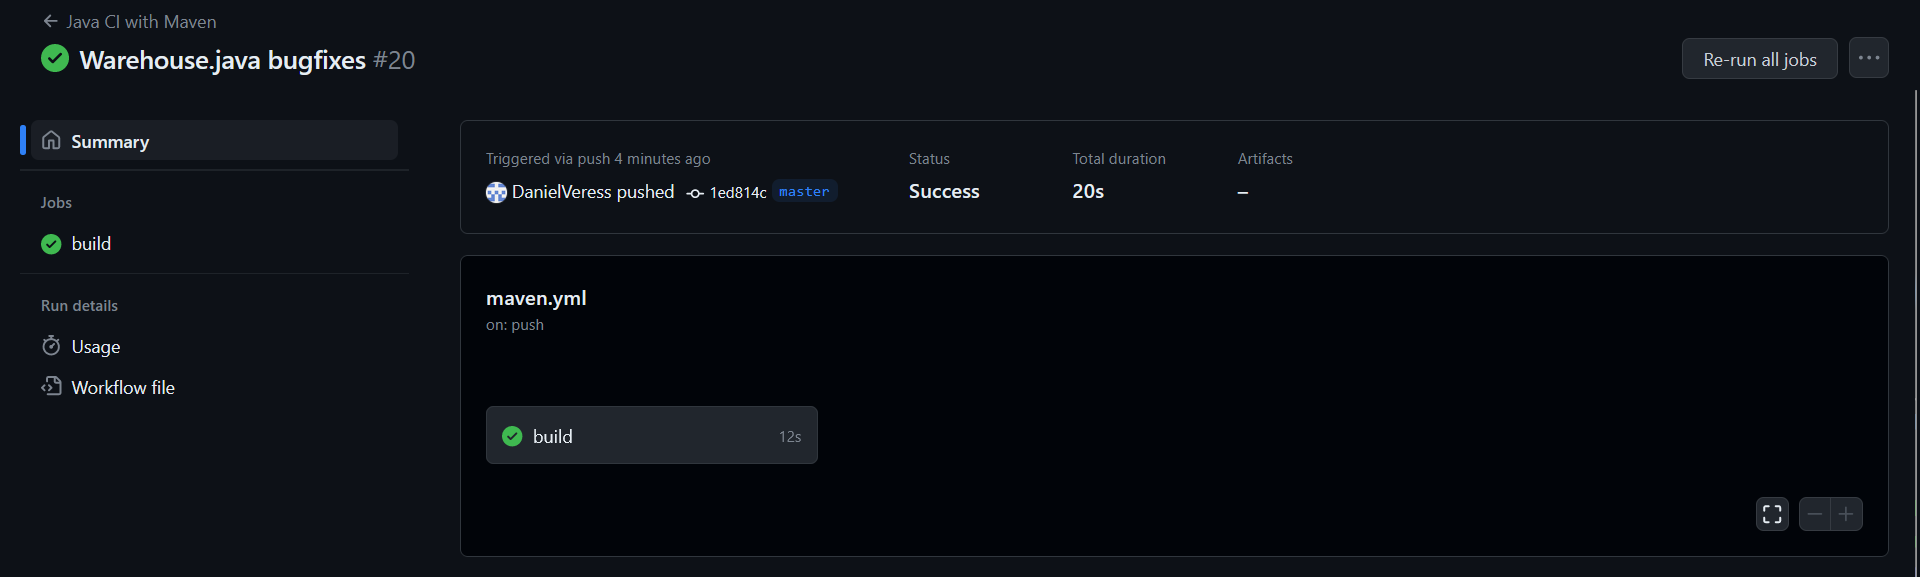 Java CI with Maven
Warehouse.java bugfixes #20
Re-run all jobs
Summary
Jobs
build
Run details
Usage
Workflow file
Triggered via push 4 minutes ago
DanielVeress pushed 1ed814c master
Status
Success
Total duration
20s
Artifacts
–
maven.yml
on: push
build 12s